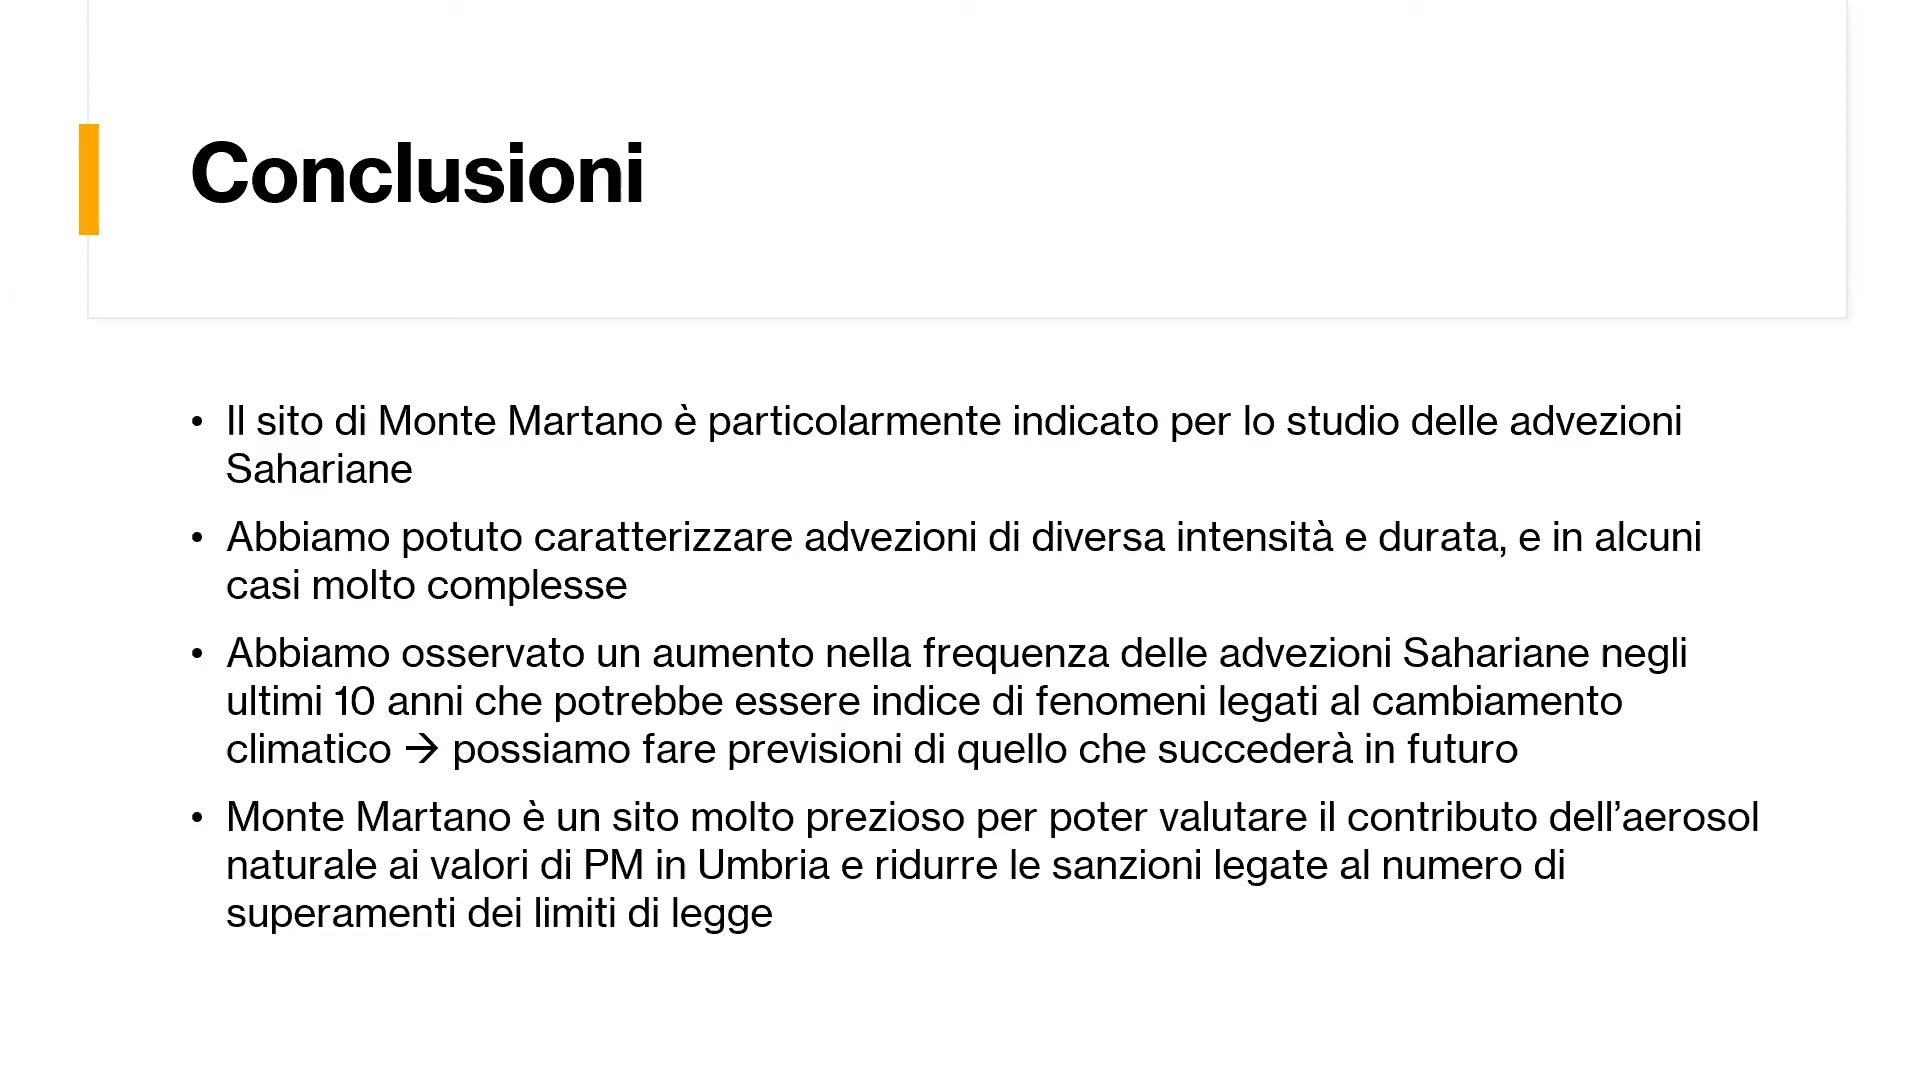 Conclusioni
• Il sito di Monte Martano è particolarmente indicato per lo studio delle advezioni
Sahariane
• Abbiamo potuto caratterizzare advezioni di diversa intensità e durata, e in alcuni
casi molto complesse
• Abbiamo osservato un aumento nella frequenza delle advezioni Sahariane negli
ultimi 10 anni che potrebbe essere indice di fenomeni legati al cambiamento
climatico → possiamo fare previsioni di quello che succederà in futuro
• Monte Martano è un sito molto prezioso per poter valutare il contributo dell’aerosol
naturale ai valori di PM in Umbria e ridurre le sanzioni legate al numero di
superamenti dei limiti di legge